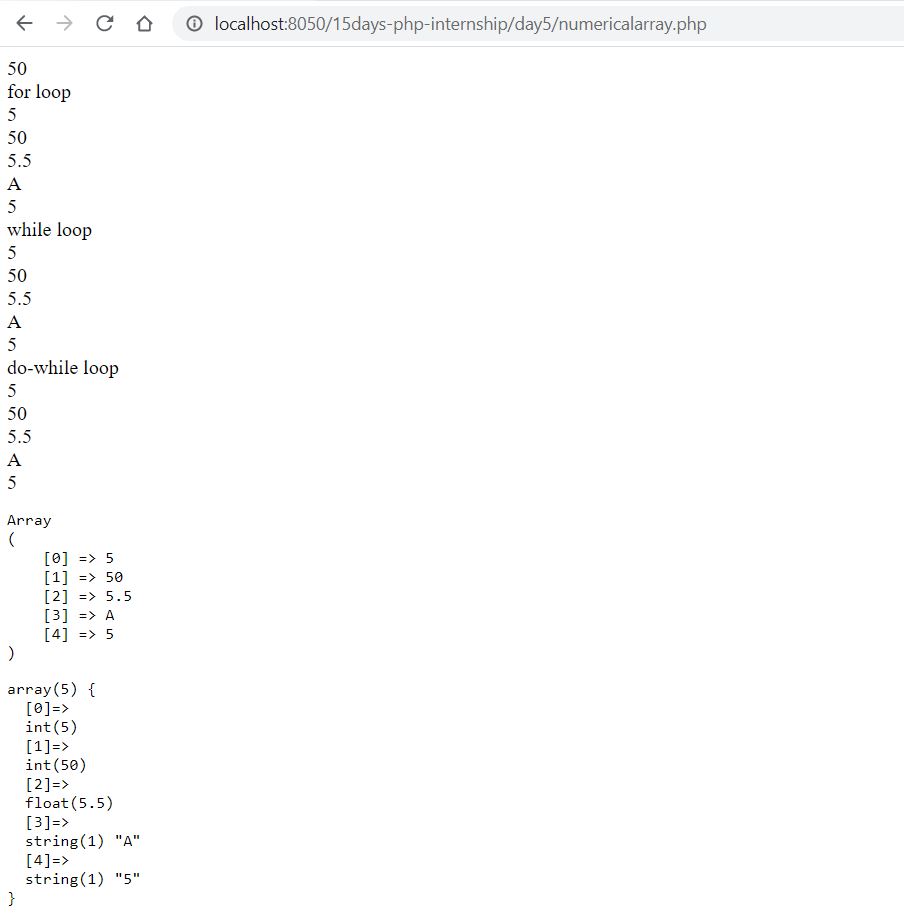 localhost:8050/15days-php-internship/day5/numericalarray.php
50
for loop
5
50
5.5
A
5
while loop
5
50
5.5
A
5
do-while loop
5
50
5.5
A
5
Array
(
    [0] => 5
    [1] => 50
    [2] => 5.5
    [3] => A
    [4] => 5
)
array(5) {
  [0]=>
  int(5)
  [1]=>
  int(50)
  [2]=>
  float(5.5)
  [3]=>
  string(1) "A"
  [4]=>
  string(1) "5"
}